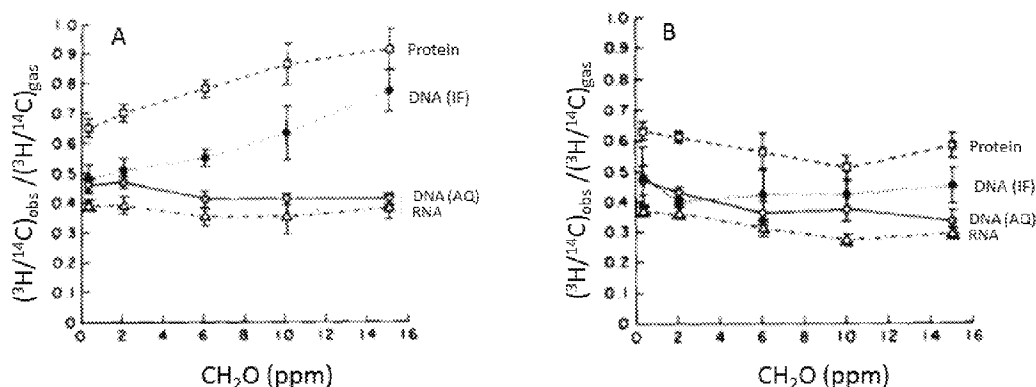 A
1.0
0.9
0.8
0.7
0.6
0.5
0.4
0.3
0.2
0.1
0
(³H/¹⁴C)obs /(³H/¹⁴C)gas
Protein
DNA (IF)
DNA (AQ)
RNA
0 2 4 6 8 10 12 14 16
CH₂O (ppm)
B
1.0
0.9
0.8
0.7
0.6
0.5
0.4
0.3
0.2
0.1
0
(³H/¹⁴C)obs /(³H/¹⁴C)gas
Protein
DNA (IF)
DNA (AQ)
RNA
0 2 4 6 8 10 12 14 16
CH₂O (ppm)